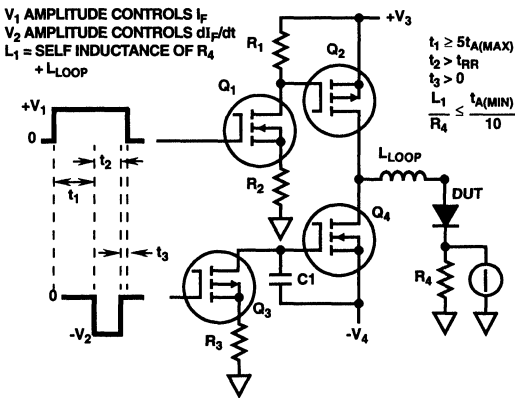 V1 AMPLITUDE CONTROLS IF
V2 AMPLITUDE CONTROLS dIF/dt
L1 = SELF INDUCTANCE OF R4
+ LLOOP
+V3
R1
Q2
t1 ≥ 5tA(MAX)
t2 > tRR
t3 > 0
L1/R4 ≤ tA(MIN)/10
Q1
+V1
0
t2
t1
R2
LLOOP
DUT
Q4
t3
R4
0
C1
-V2
Q3
R3
-V4